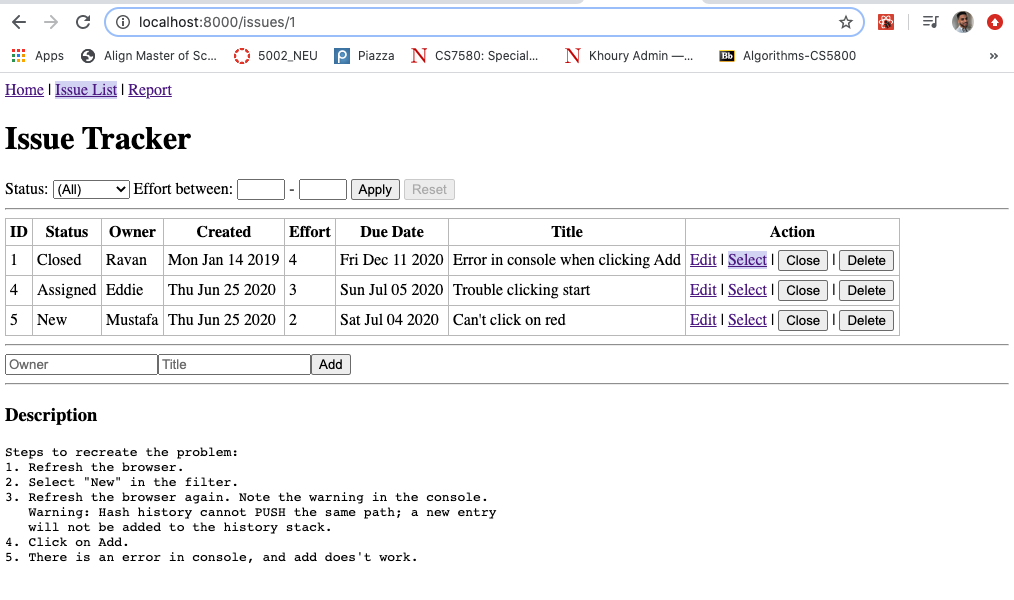 localhost:8000/issues/1
Apps Align Master of Sc... 5002_NEU Piazza CS7580: Special... Khoury Admin —... Bb Algorithms-CS5800 »
Home | Issue List | Report
Issue Tracker
Status: (All) Effort between: - Apply Reset
ID Status Owner Created Effort Due Date Title Action
1 Closed Ravan Mon Jan 14 2019 4 Fri Dec 11 2020 Error in console when clicking Add Edit | Select | Close | Delete
4 Assigned Eddie Thu Jun 25 2020 3 Sun Jul 05 2020 Trouble clicking start Edit | Select | Close | Delete
5 New Mustafa Thu Jun 25 2020 2 Sat Jul 04 2020 Can't click on red Edit | Select | Close | Delete
Owner Title Add
Description
Steps to recreate the problem:
1. Refresh the browser.
2. Select "New" in the filter.
3. Refresh the browser again. Note the warning in the console.
Warning: Hash history cannot PUSH the same path; a new entry
will not be added to the history stack.
4. Click on Add.
5. There is an error in console, and add does't work.